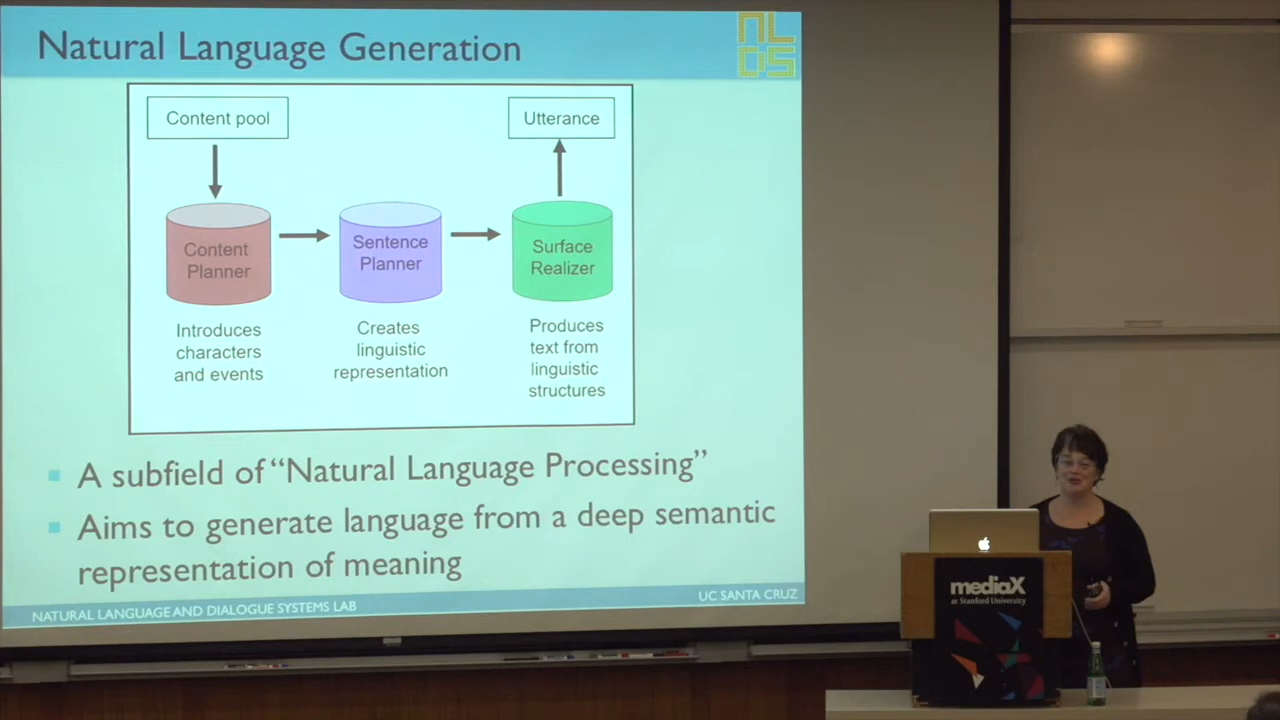 Natural Language Generation
NLDS
Content pool
Utterance
Content
Planner
Sentence
Planner
Surface
Realizer
Introduces
characters
and events
Creates
linguistic
representation
Produces
text from
linguistic
structures
A subfield of “Natural Language Processing”
Aims to generate language from a deep semantic
representation of meaning
NATURAL LANGUAGE AND DIALOGUE SYSTEMS LAB
UC SANTA CRUZ
mediaX
at Stanford University